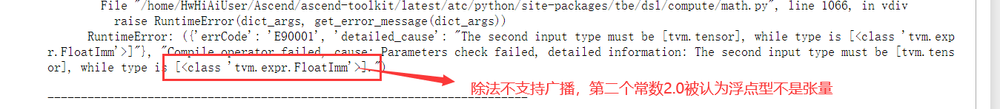 File "/home/HwHiAiUser/Ascend/ascend-toolkit/latest/atc/python/site-packages/tbe/dsl/compute/math.py", line 1066, in vdiv
raise RuntimeError(dict_args, get_error_message(dict_args))
RuntimeError: ({'errCode': 'E90001', 'detailed_cause': "The second input type must be [tvm.tensor], while type is [<class 'tvm.exp
r.FloatImm'>]"}, "Compile operator failed, cause: Parameters check failed, detailed information: The second input type must be [tvm.tens
or], while type is [<class 'tvm.expr.FloatImm'>].")
除法不支持广播，第二个常数2.0被认为浮点型不是张量